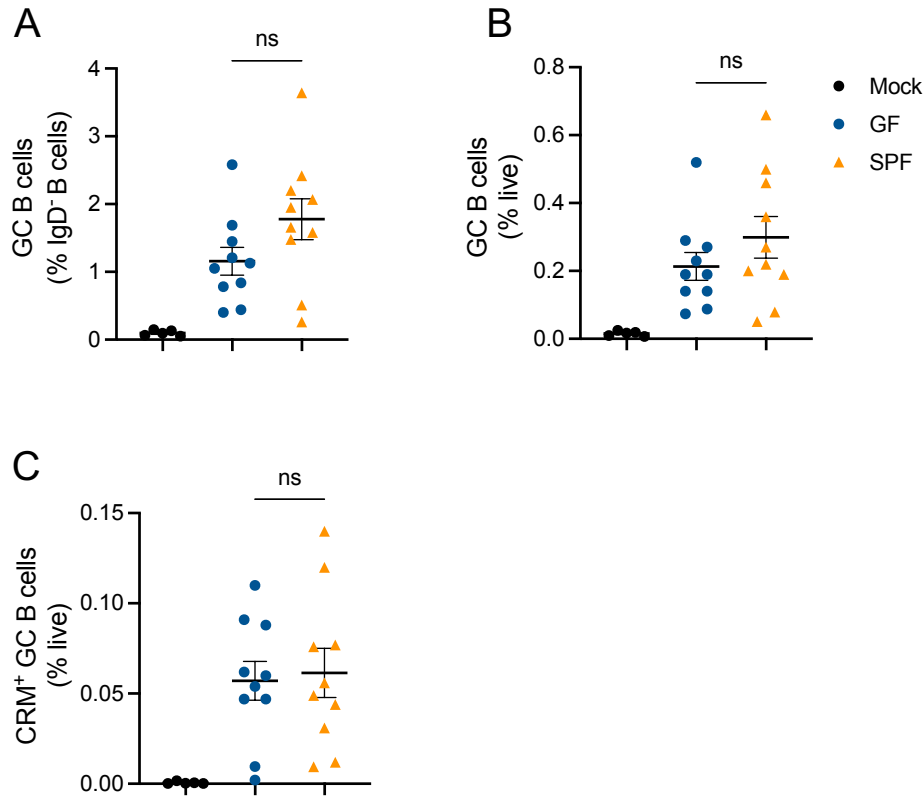 A
ns
GC B cells
(% IgD⁻ B cells)
4
3
2
1
0
B
ns
GC B cells
(% live)
0.8
0.6
0.4
0.2
0.0
Mock
GF
SPF
C
ns
CRM⁺ GC B cells
(% live)
0.15
0.10
0.05
0.00